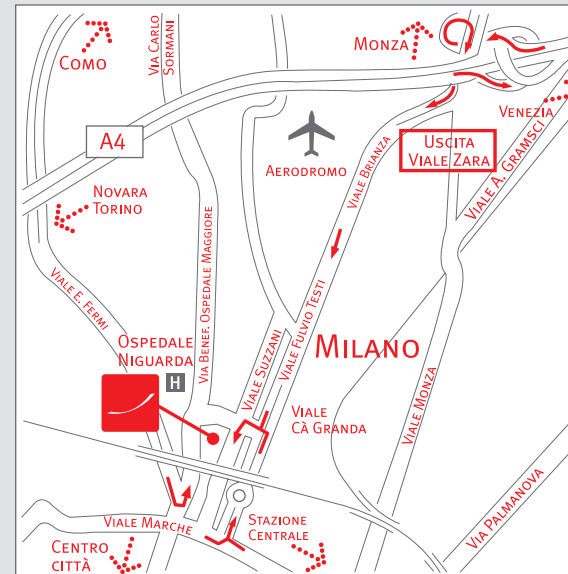 COMO
VIA CARLO
SORMANI
MONZA
VENEZIA
A4
AERODROMO
USCITA
VIALE ZARA
VIALE A. GRAMSCI
VIALE BRIANZA
NOVARA
TORINO
VIALE E. FERMI
VIA BENEF. OSPEDALE MAGGIORE
VIALE SUZZANI
VIALE FULVIO TESTI
MILANO
OSPEDALE
NIGUARDA
H
VIALE
CÀ GRANDA
VIALE MONZA
VIA PALMANOVA
VIALE MARCHE
STAZIONE
CENTRALE
CENTRO
CITTÀ